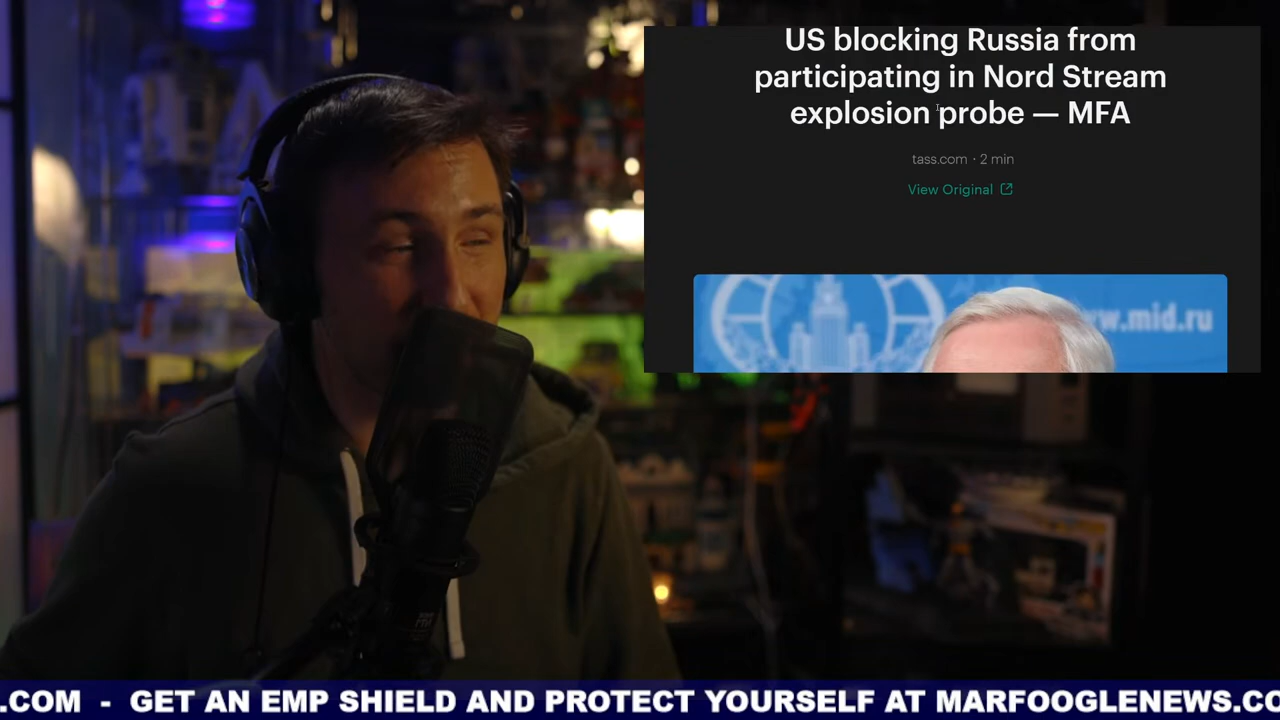 US blocking Russia from
participating in Nord Stream
explosion probe — MFA
tass.com · 2 min
View Original
www.mid.ru
.COM - GET AN EMP SHIELD AND PROTECT YOURSELF AT MARFOOGLENEWS.CO